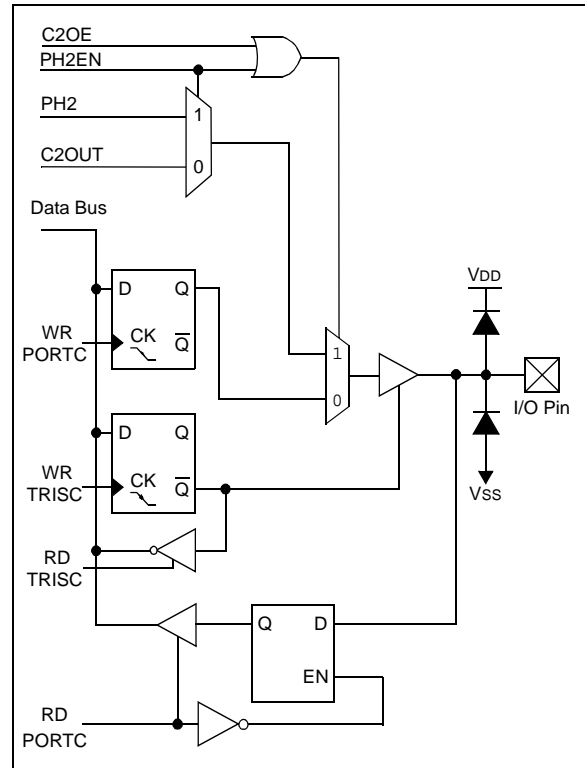 C2OE
PH2EN
PH2
1
C2OUT
0
Data Bus
VDD
D Q
WR
PORTC
CK
Q
1
0
I/O Pin
D Q
WR
TRISC
CK
Q
VSS
RD
TRISC
Q D
EN
RD
PORTC